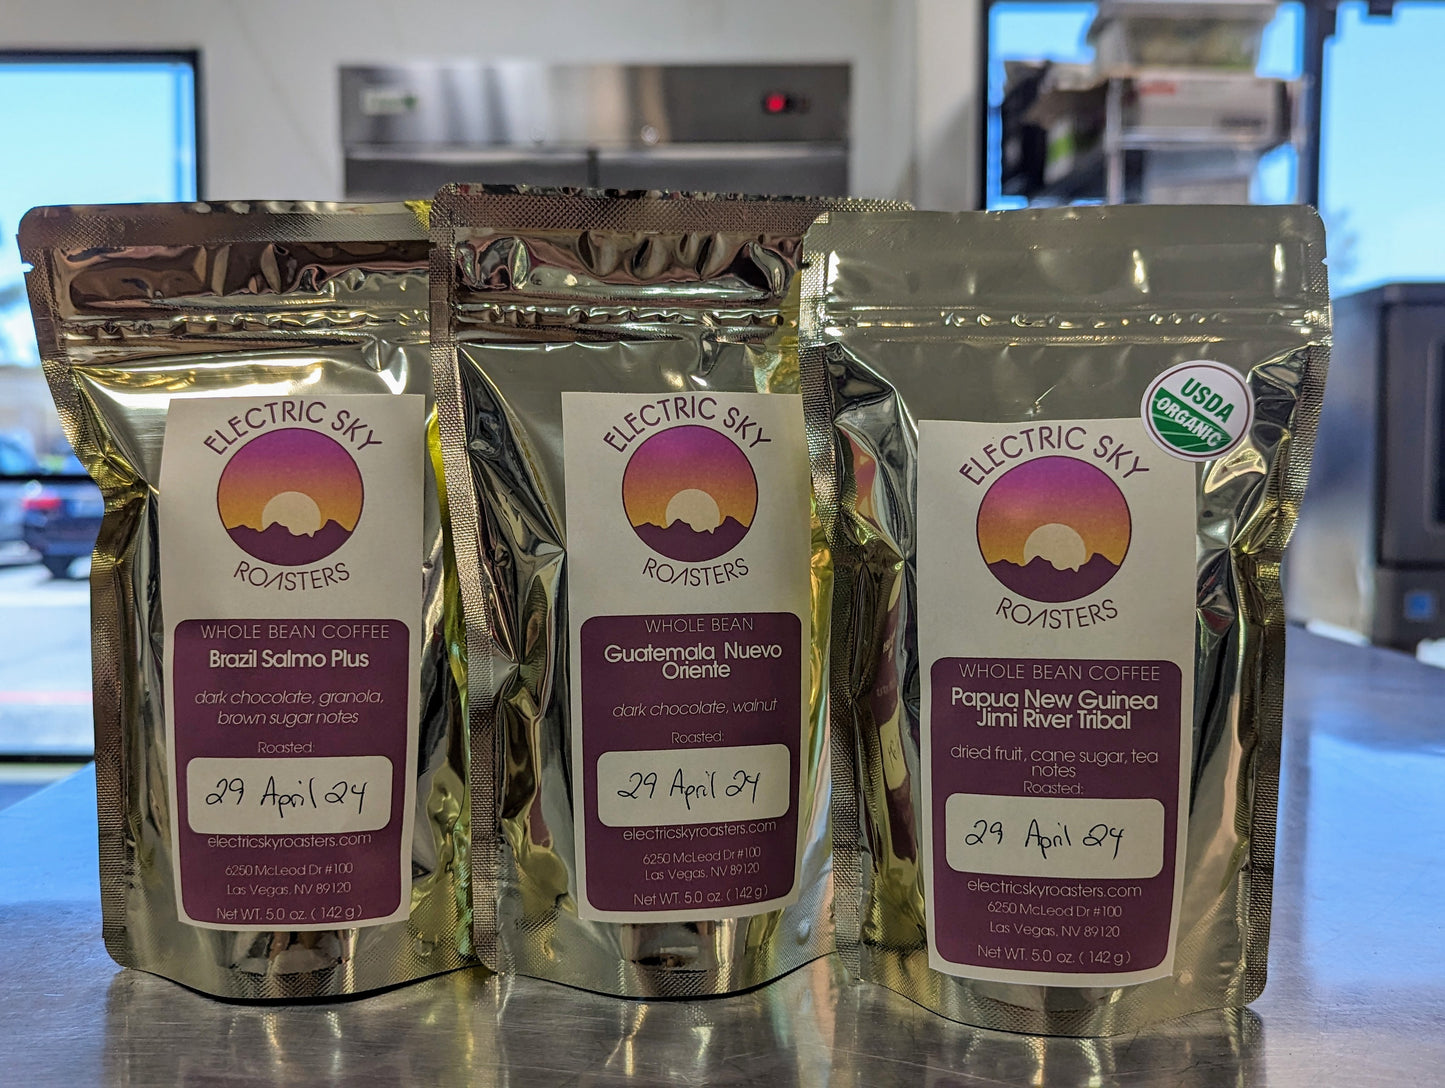 ELECTRIC SKY
ROASTERS
WHOLE BEAN COFFEE
Brazil Salmo Plus
dark chocolate, granola,
brown sugar notes
Roasted:
29 April 24
electricskyroasters.com
6250 McLeod Dr #100
Las Vegas, NV 89120
Net WT. 5.0 oz. ( 142 g )
ELECTRIC SKY
ROASTERS
WHOLE BEAN
Guatemala Nuevo
Oriente
dark chocolate, walnut
Roasted:
29 April 24
electricskyroasters.com
6250 McLeod Dr #100
Las Vegas, NV 89120
Net WT. 5.0 oz. ( 142 g )
USDA
ORGANIC
ELECTRIC SKY
ROASTERS
WHOLE BEAN COFFEE
Papua New Guinea
Jimi River Tribal
dried fruit, cane sugar, tea
notes
Roasted:
29 April 24
electricskyroasters.com
6250 McLeod Dr #100
Las Vegas, NV 89120
Net WT. 5.0 oz. ( 142 g )